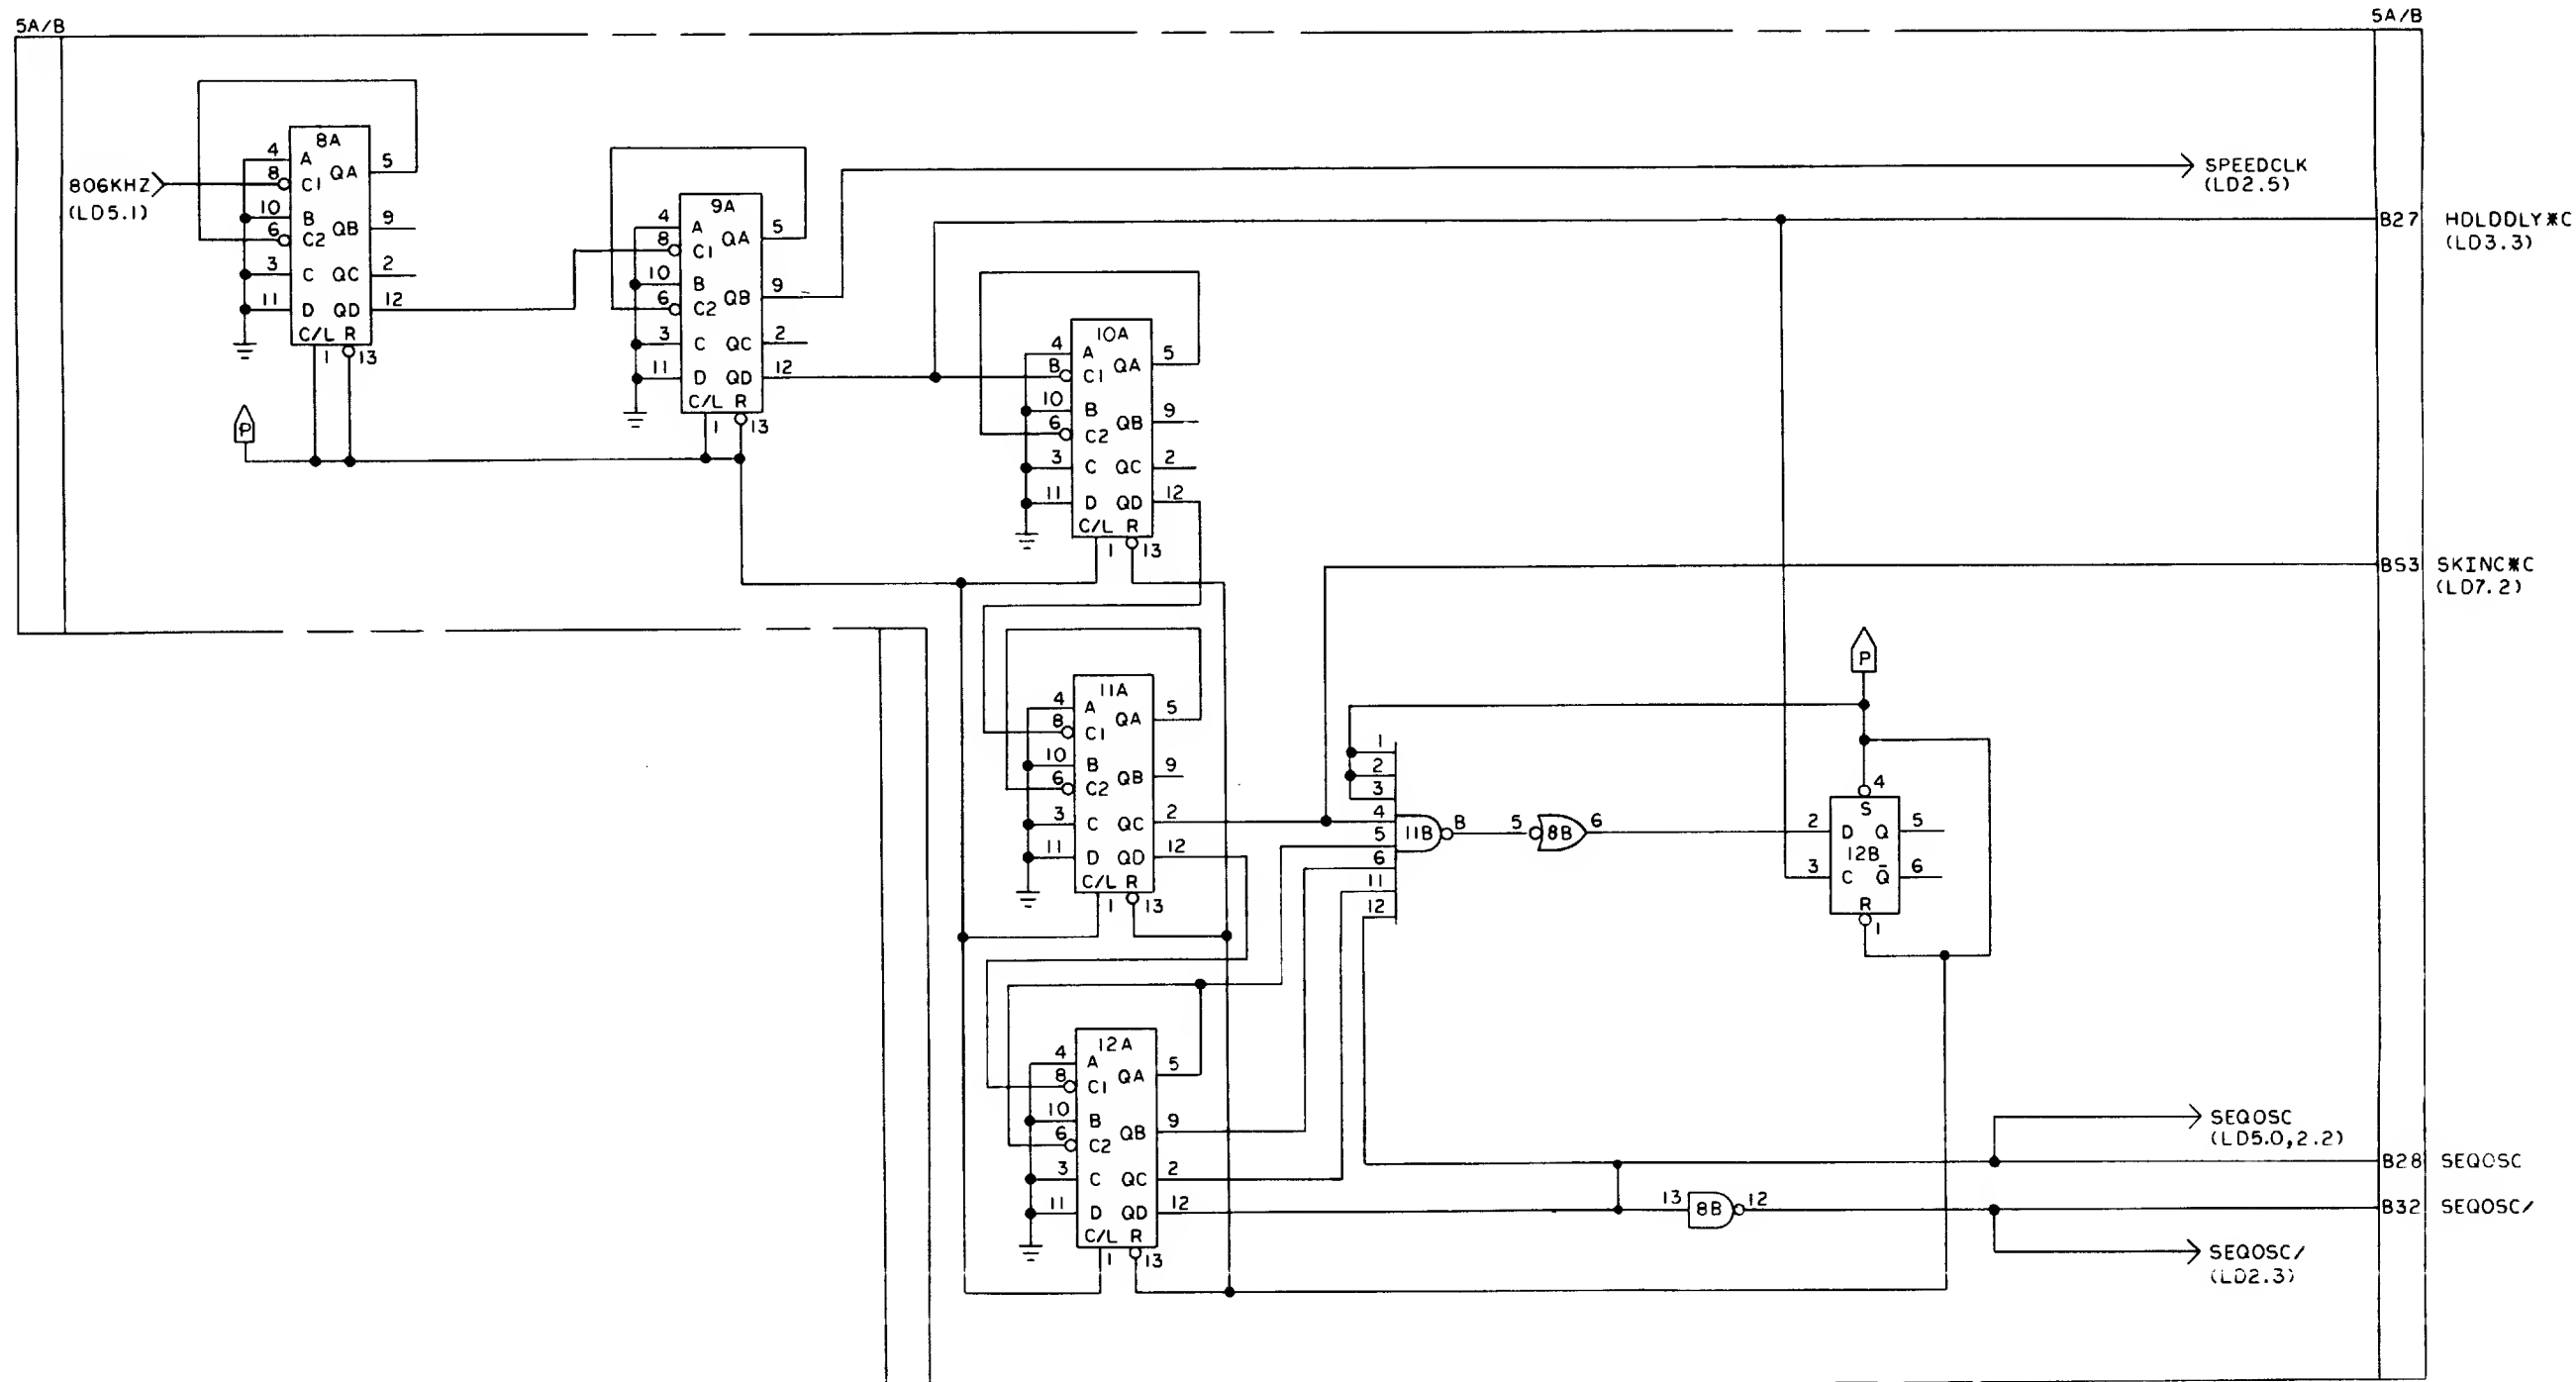 5A/B
5A/B
806KHZ
(LD5.1)
8A
4 A
8 C1
10 B
6 C2
3 C
11 D
QA 5
QB 9
QC 2
QD 12
C/L R
1 13
P
9A
4 A
8 C1
10 B
6 C2
3 C
11 D
QA 5
QB 9
QC 2
QD 12
C/L R
1 13
SPEEDCLK
(LD2.5)
B27 HDLDDLY*C
(LD3.3)
10A
4 A
8 C1
10 B
6 C2
3 C
11 D
QA 5
QB 9
QC 2
QD 12
C/L R
1 13
B53 SKINC*C
(LD7.2)
11A
4 A
8 C1
10 B
6 C2
3 C
11 D
QA 5
QB 9
QC 2
QD 12
C/L R
1 13
1
2
3
4
5
6
11
12
11B 8
5 8B 6
P
4
S
2 D Q 5
12B
3 C Q̄ 6
R
1
12A
4 A
8 C1
10 B
6 C2
3 C
11 D
QA 5
QB 9
QC 2
QD 12
C/L R
1 13
13 8B 12
SEQOSC
(LD5.0,2.2)
B28 SEQOSC
B32 SEQOSC/
SEQOSC/
(LD2.3)